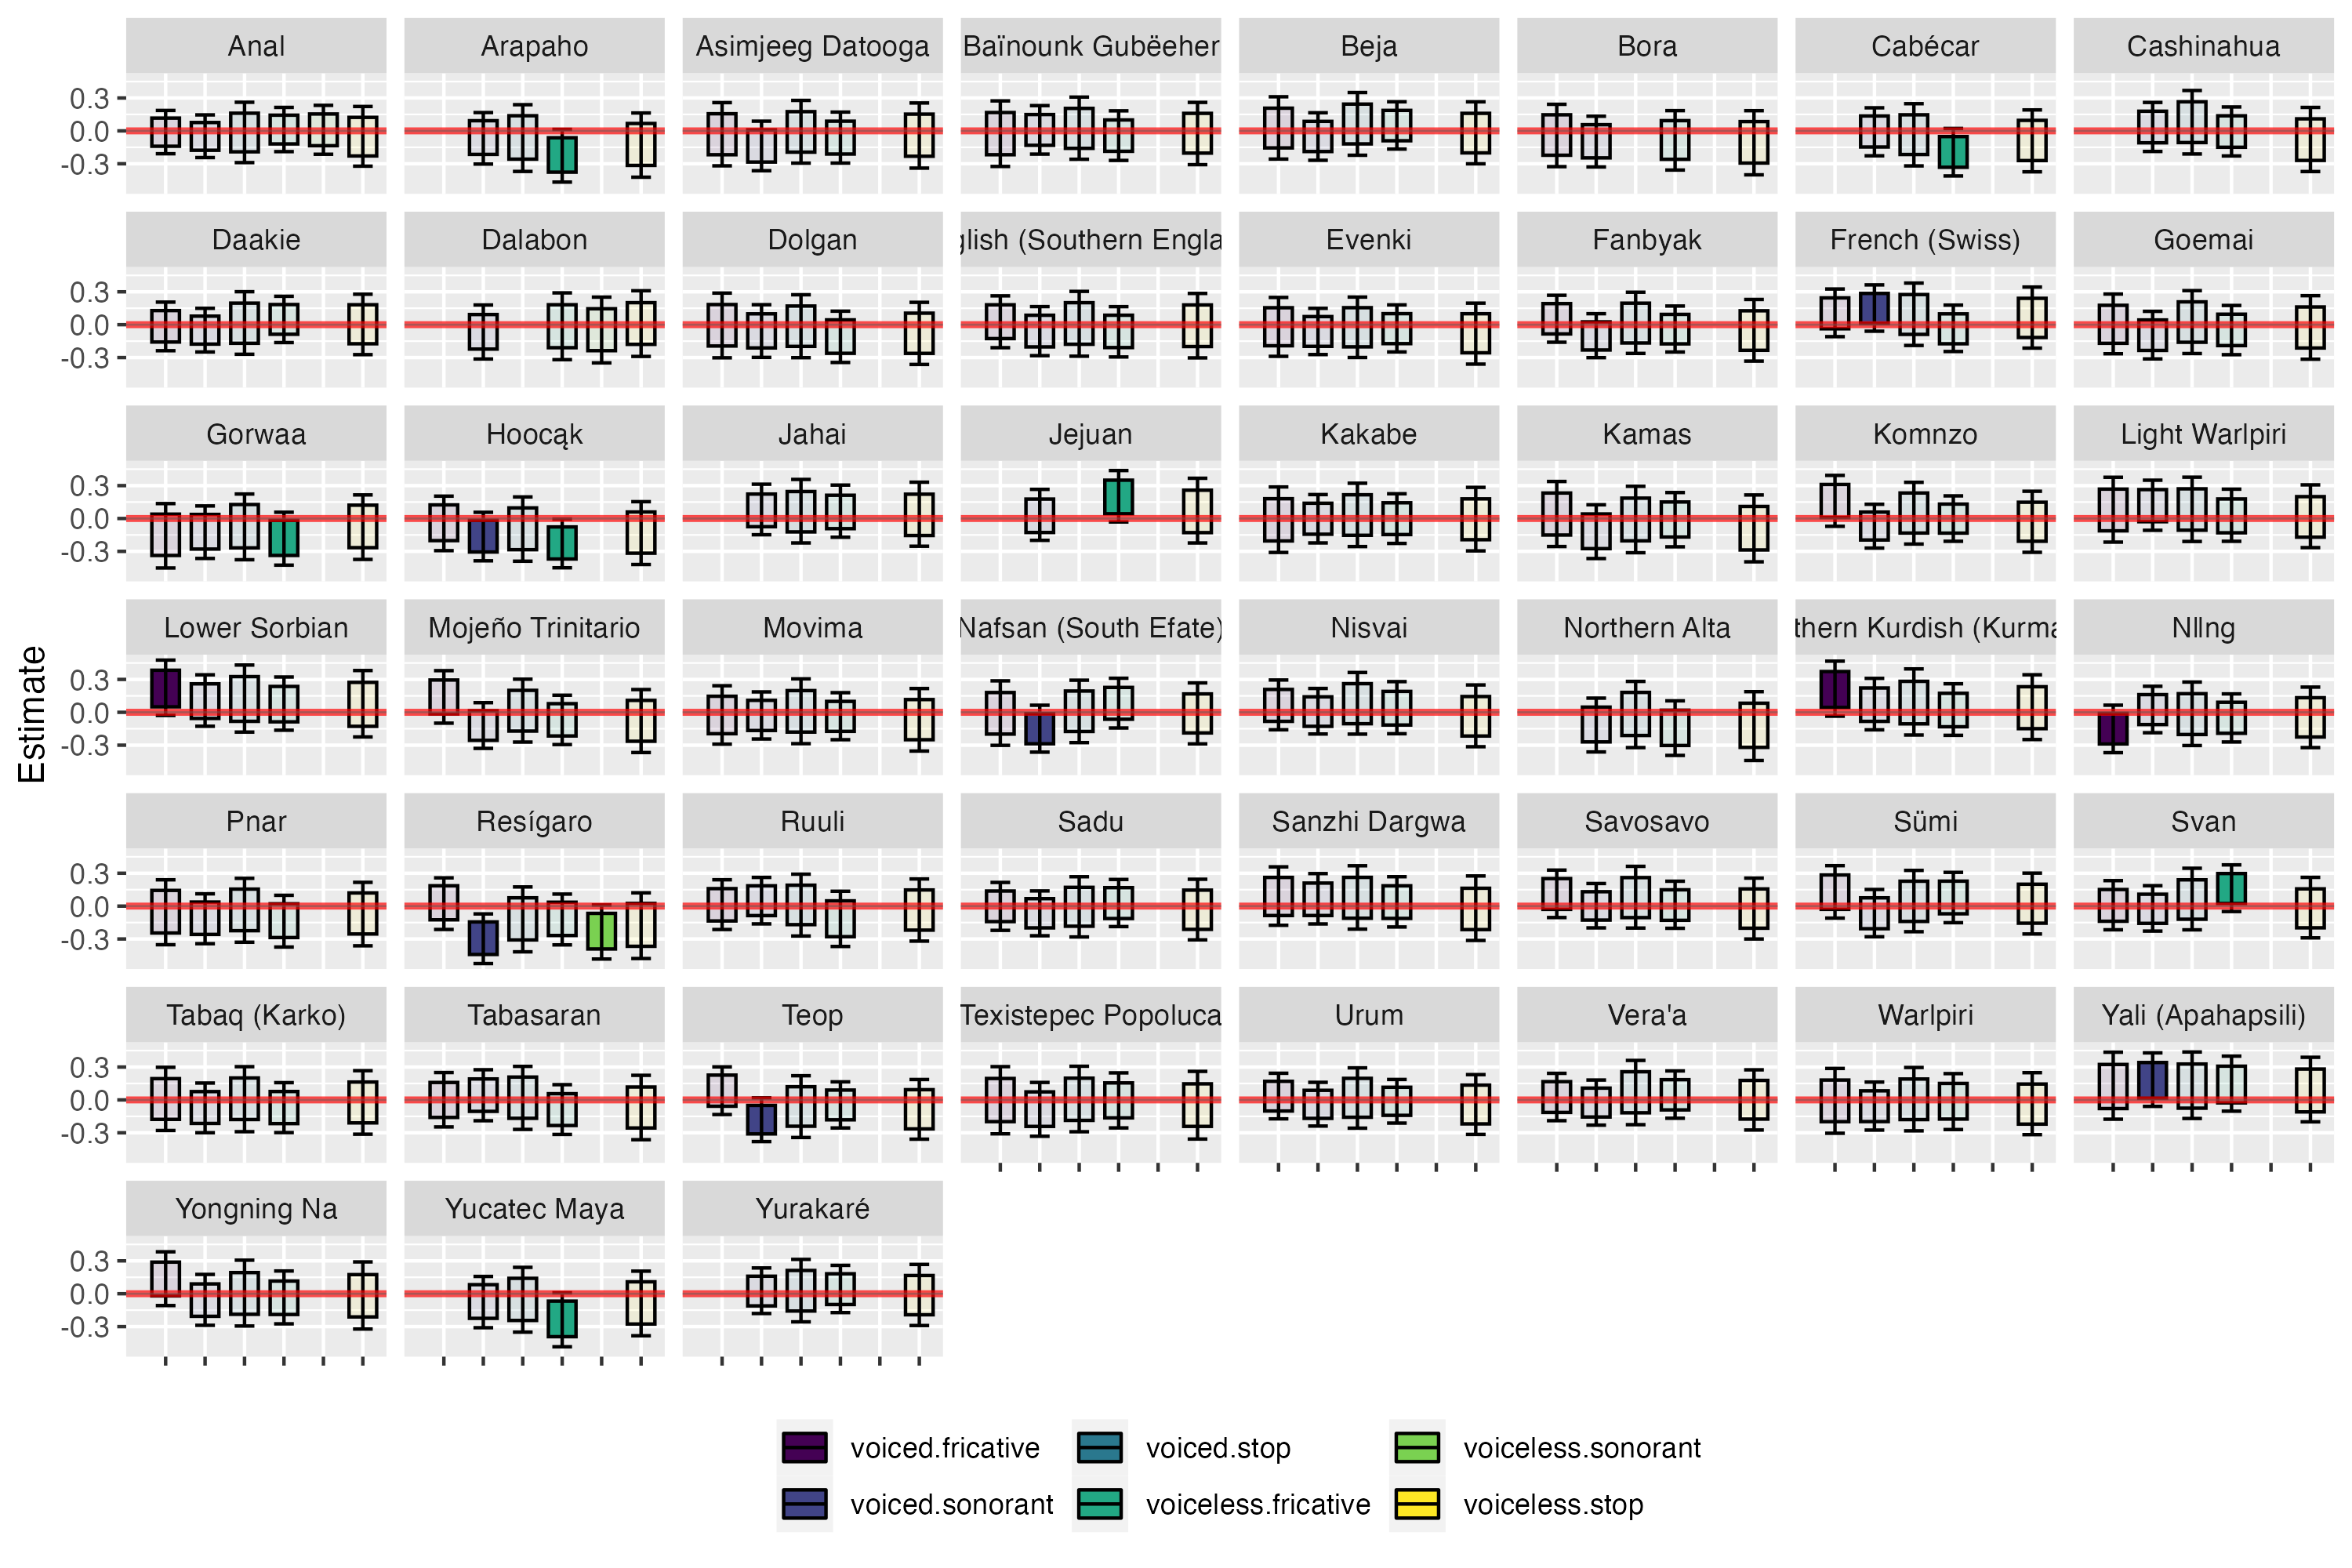 Anal Arapaho Asimjeeg Datooga Baïnounk Gubëeher Beja Bora Cabécar Cashinahua
0.3
0.0
-0.3
Daakie Dalabon Dolgan glish (Southern Engla Evenki Fanbyak French (Swiss) Goemai
0.3
0.0
-0.3
Gorwaa Hoocąk Jahai Jejuan Kakabe Kamas Komnzo Light Warlpiri
0.3
0.0
-0.3
Lower Sorbian Mojeño Trinitario Movima Nafsan (South Efate) Nisvai Northern Alta thern Kurdish (Kurma Nllng
0.3
0.0
-0.3
Estimate
Pnar Resígaro Ruuli Sadu Sanzhi Dargwa Savosavo Sümi Svan
0.3
0.0
-0.3
Tabaq (Karko) Tabasaran Teop Texistepec Popoluca Urum Vera'a Warlpiri Yali (Apahapsili)
0.3
0.0
-0.3
Yongning Na Yucatec Maya Yurakaré
0.3
0.0
-0.3
voiced.fricative voiced.stop voiceless.sonorant
voiced.sonorant voiceless.fricative voiceless.stop